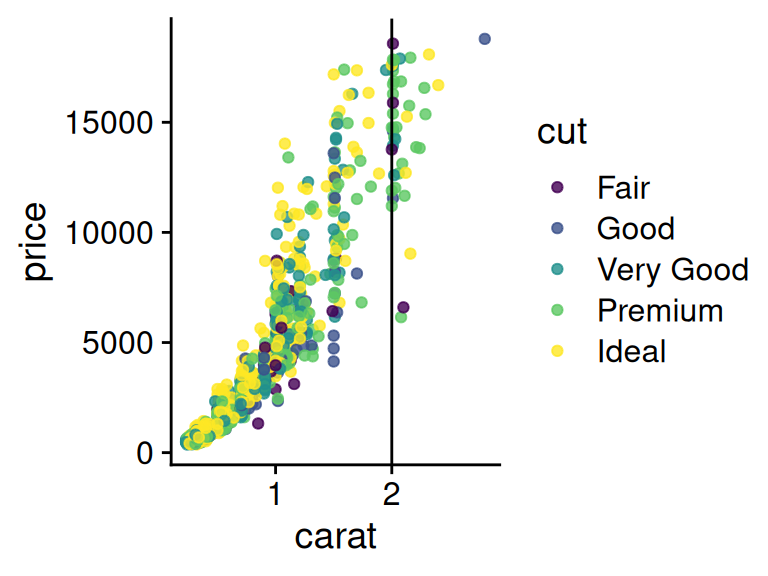 price
15000
10000
5000
0
1 2
carat
cut
Fair
Good
Very Good
Premium
Ideal